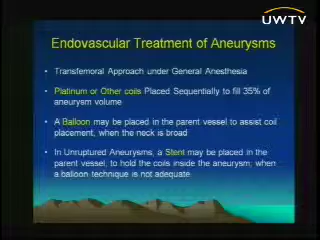 UWTV
Endovascular Treatment of Aneurysms
• Transfemoral Approach under General Anesthesia
• Platinum or Other coils Placed Sequentially to fill 35% of
aneurysm volume
• A Balloon may be placed in the parent vessel to assist coil
placement, when the neck is broad
• In Unruptured Aneurysms, a Stent may be placed in the
parent vessel, to hold the coils inside the aneurysm, when
a balloon technique is not adequate